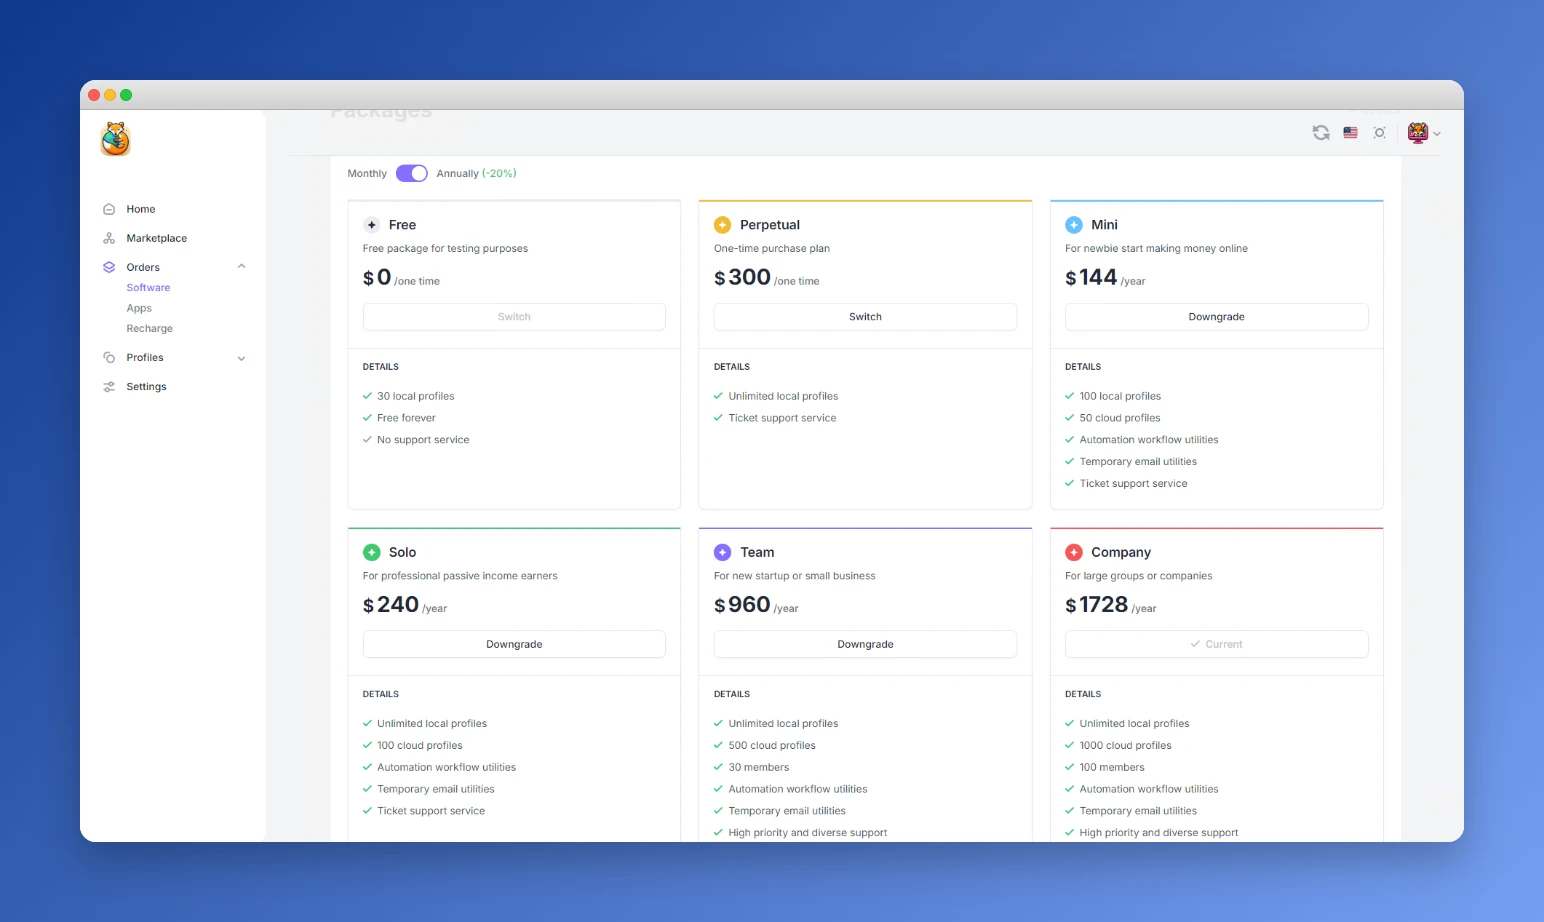 Packages
Monthly
Annually (-20%)
Home
Marketplace
Orders
Software
Apps
Recharge
Profiles
Settings
Free
Free package for testing purposes
$ 0 /one time
Switch
DETAILS
30 local profiles
Free forever
No support service
Perpetual
One-time purchase plan
$ 300 /one time
Switch
DETAILS
Unlimited local profiles
Ticket support service
Mini
For newbie start making money online
$ 144 /year
Downgrade
DETAILS
100 local profiles
50 cloud profiles
Automation workflow utilities
Temporary email utilities
Ticket support service
Solo
For professional passive income earners
$ 240 /year
Downgrade
DETAILS
Unlimited local profiles
100 cloud profiles
Automation workflow utilities
Temporary email utilities
Ticket support service
Team
For new startup or small business
$ 960 /year
Downgrade
DETAILS
Unlimited local profiles
500 cloud profiles
30 members
Automation workflow utilities
Temporary email utilities
High priority and diverse support
Company
For large groups or companies
$ 1728 /year
Current
DETAILS
Unlimited local profiles
1000 cloud profiles
100 members
Automation workflow utilities
Temporary email utilities
High priority and diverse support